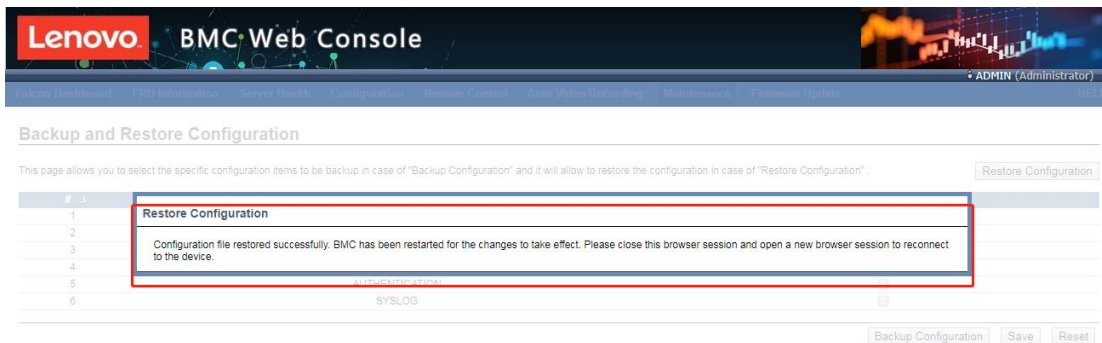 Lenovo
BMC Web Console
ADMIN (Administrator)
Falcon Dashboard FRU Information Server Health Configuration Remote Control Auto Video Recording Maintenance Firmware Update
Backup and Restore Configuration
This page allows you to select the specific configuration items to be backup in case of "Backup Configuration" and it will allow to restore the configuration in case of "Restore Configuration" .
Restore Configuration
#
1
Restore Configuration
2
3
Configuration file restored successfully. BMC has been restarted for the changes to take effect. Please close this browser session and open a new browser session to reconnect
to the device.
4
5 AUTHENTICATION
6 SYSLOG
Backup Configuration Save Reset